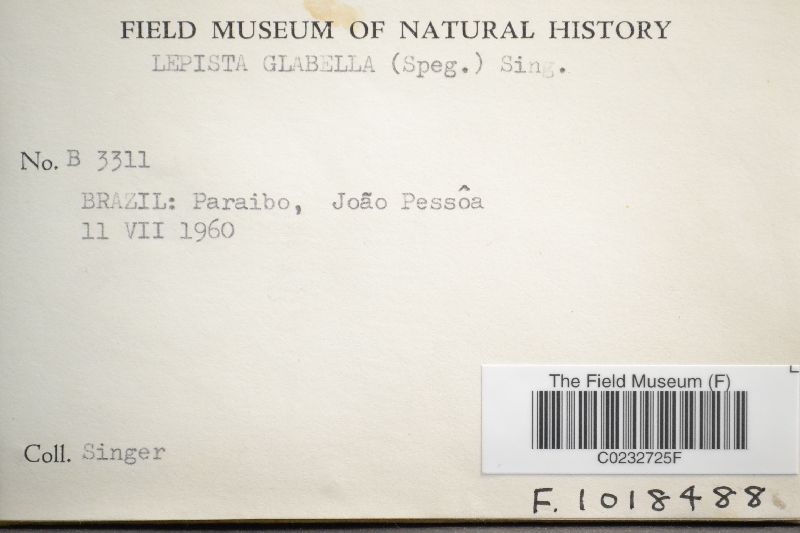 FIELD MUSEUM OF NATURAL HISTORY
LEPISTA GLABELLA (Speg.) Sing.
No. B 3311
BRAZIL: Paraibo, João Pessôa
11 VII 1960
The Field Museum (F)
C0232725F
Coll. Singer
F. 1018488